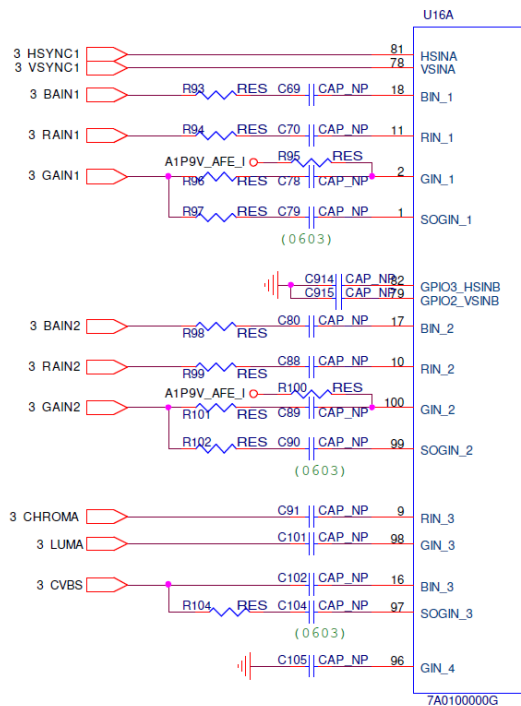 U16A
3 HSYNC1 81 HSINA
3 VSYNC1 78 VSINA
3 BAIN1 R93 RES C69 CAP_NP 18 BIN_1
3 RAIN1 R94 RES C70 CAP_NP 11 RIN_1
A1P9V_AFE_I R95 RES
3 GAIN1 R96 RES C78 CAP_NP 2 GIN_1
R97 RES C79 CAP_NP 1 SOGIN_1
(0603)
C914 CAP_NP 82 GPIO3_HSINB
C915 CAP_NP 79 GPIO2_VSINB
3 BAIN2 R98 RES C80 CAP_NP 17 BIN_2
3 RAIN2 R99 RES C88 CAP_NP 10 RIN_2
A1P9V_AFE_I R100 RES
3 GAIN2 R101 RES C89 CAP_NP 100 GIN_2
R102 RES C90 CAP_NP 99 SOGIN_2
(0603)
3 CHROMA C91 CAP_NP 9 RIN_3
3 LUMA C101 CAP_NP 98 GIN_3
3 CVBS C102 CAP_NP 16 BIN_3
R104 RES C104 CAP_NP 97 SOGIN_3
(0603)
C105 CAP_NP 96 GIN_4
7A0100000G